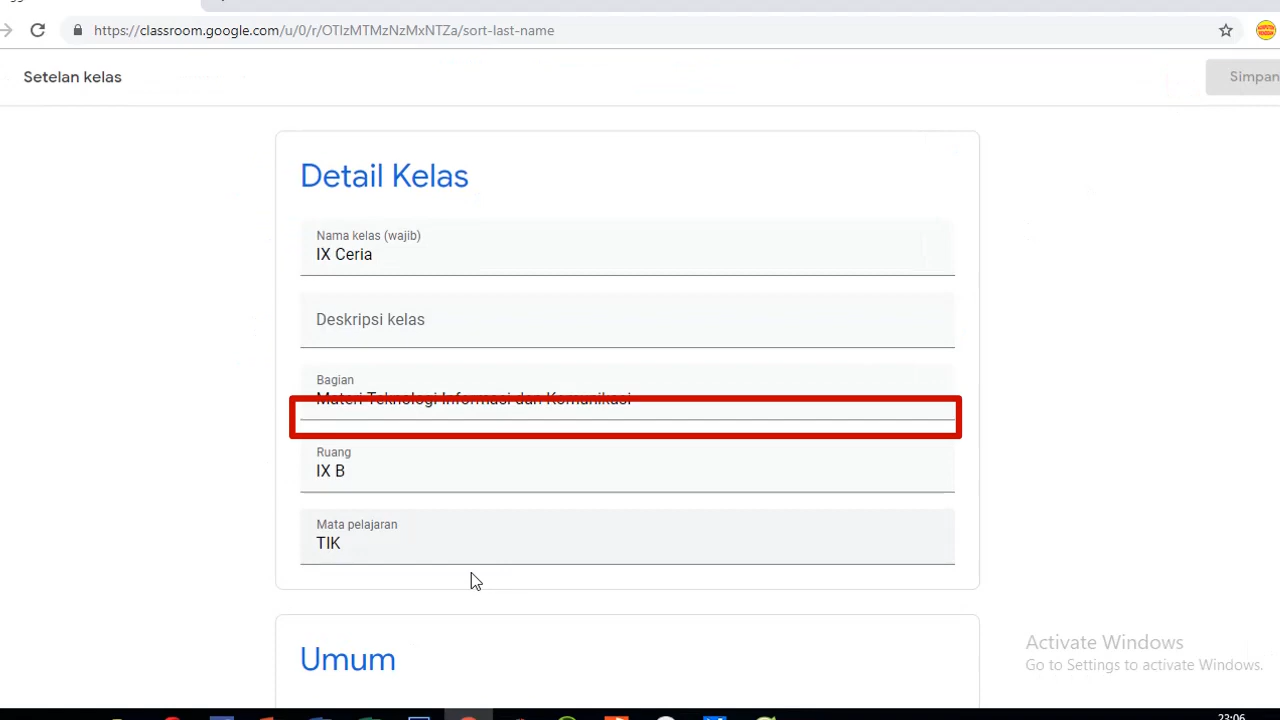 https://classroom.google.com/u/0/r/OTIzMTMzNzMxNTZa/sort-last-name
Setelan kelas
Simpan
Detail Kelas
Nama kelas (wajib)
IX Ceria
Deskripsi kelas
Bagian
Materi Teknologi Informasi dan Komunikasi
Ruang
IX B
Mata pelajaran
TIK
Umum
Activate Windows
Go to Settings to activate Windows.
23:06